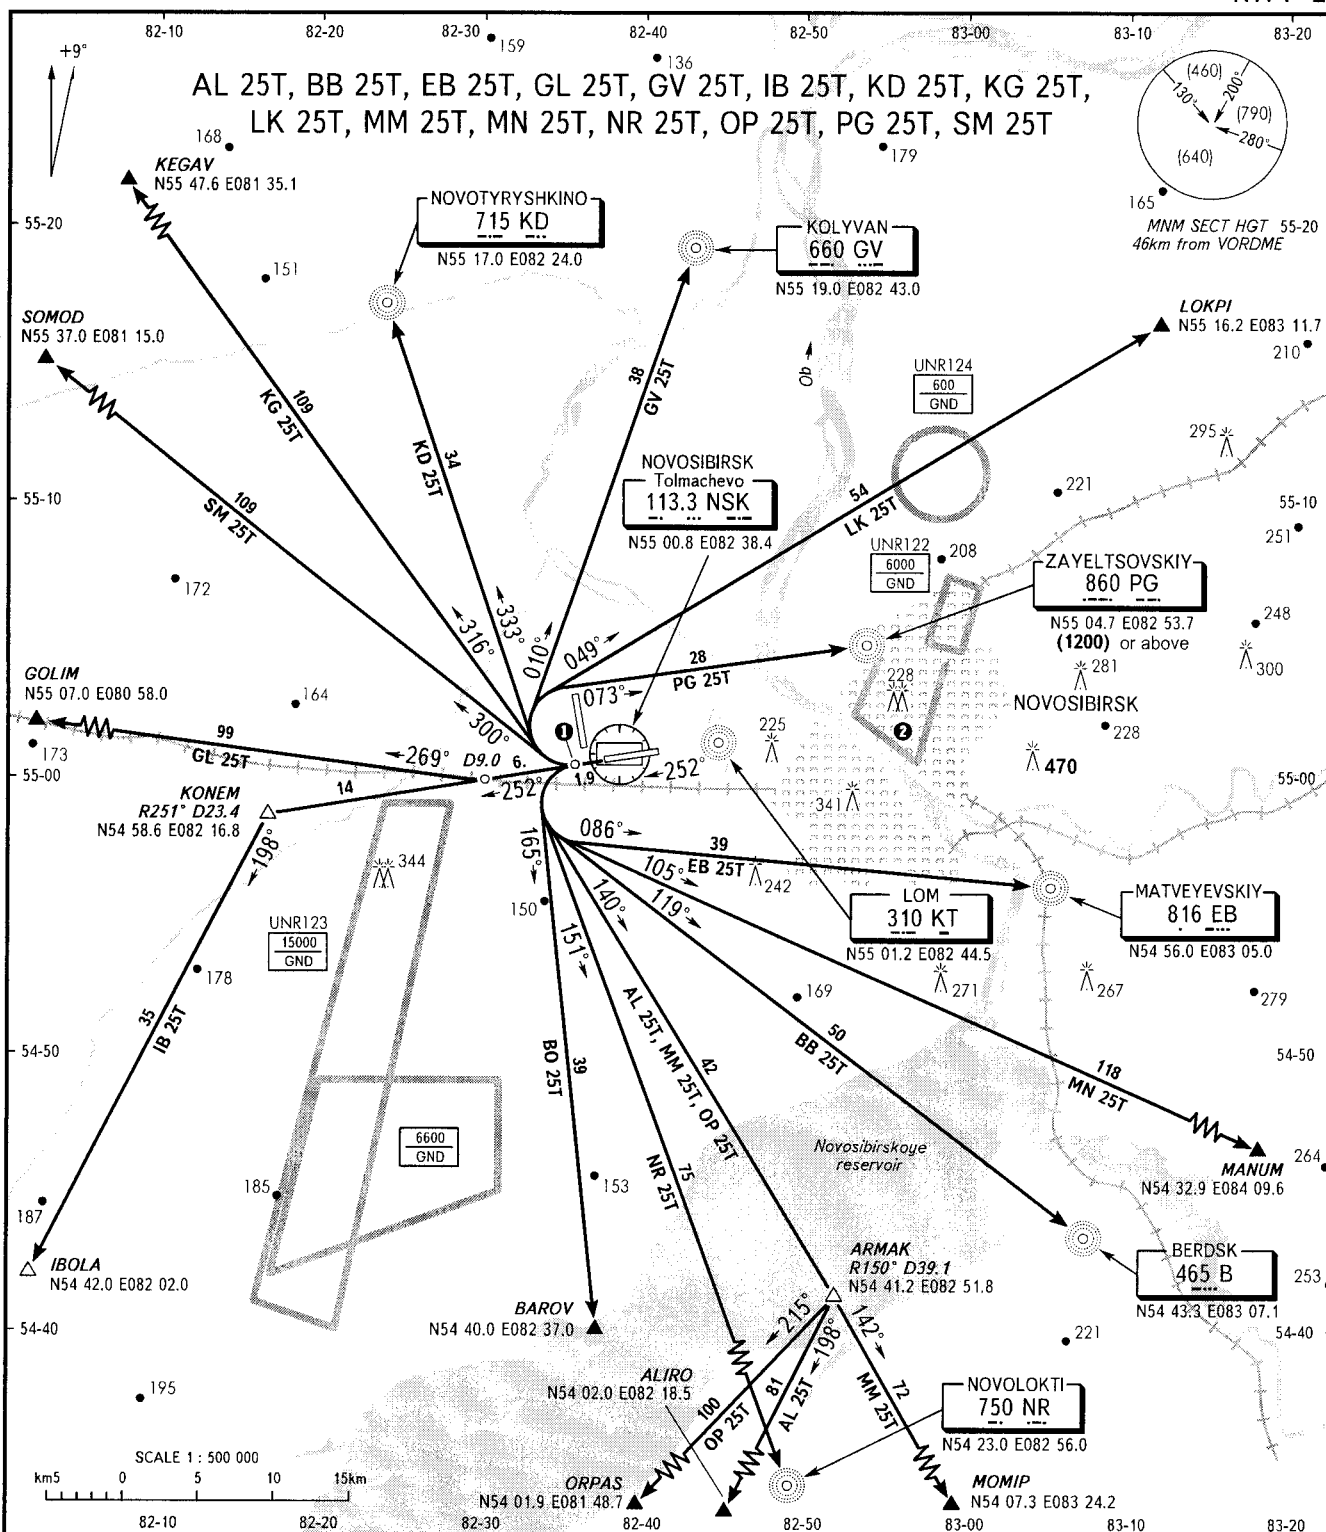 82-10 82-20 82-30 82-40 82-50 83-00 83-10 83-20
+9°
159
136
AL 25T, BB 25T, EB 25T, GL 25T, GV 25T, IB 25T, KD 25T, KG 25T,
LK 25T, MM 25T, MN 25T, NR 25T, OP 25T, PG 25T, SM 25T
(460)
130°
200°
(790)
280°
(640)
MNM SECT HGT 55-20
46km from VORDME
168
179
165
KEGAV
N55 47.6 E081 35.1
55-20
NOVOTYRYSHKINO
715 KD
N55 17.0 E082 24.0
KOLYVAN
660 GV
N55 19.0 E082 43.0
151
SOMOD
N55 37.0 E081 15.0
LOKPI
N55 16.2 E083 11.7
210
Ob
UNR124
600
GND
109
KG 25T
38
GV 25T
34
KD 25T
295
NOVOSIBIRSK
Tolmachevo
113.3 NSK
N55 00.8 E082 38.4
55-10
109
SM 25T
54
LK 25T
221
55-10
251
UNR122
6000
GND
208
ZAYELTSOVSKIY
860 PG
N55 04.7 E082 53.7
(1200) or above
172
248
300
281
316°
333°
010°
049°
28
PG 25T
073°
228
NOVOSIBIRSK
GOLIM
N55 07.0 E080 58.0
164
300°
1
225
2
228
173
99
GL 25T
269°
D9.0
6.
252°
1.9
252°
470
55-00
55-00
KONEM
R251° D23.4
N54 58.6 E082 16.8
14
341
198°
344
165°
086°
39
EB 25T
105°
119°
140°
151°
242
150
LOM
310 KT
N55 01.2 E082 44.5
MATVEYEVSKIY
816 EB
N54 56.0 E083 05.0
UNR123
15000
GND
178
169
271
267
279
35
IB 25T
54-50
54-50
39
BO 25T
42
AL 25T, MM 25T, OP 25T
50
BB 25T
118
MN 25T
6600
GND
75
NR 25T
Novosibirskoye
reservoir
MANUM
N54 32.9 E084 09.6
264
185
187
153
IBOLA
N54 42.0 E082 02.0
ARMAK
R150° D39.1
N54 41.2 E082 51.8
BERDSK
465 B
N54 43.3 E083 07.1
253
BAROV
N54 40.0 E082 37.0
54-40
54-40
215°
198°
142°
221
ALIRO
N54 02.0 E082 18.5
195
100
OP 25T
81
AL 25T
72
MM 25T
NOVOLOKTI
750 NR
N54 23.0 E082 56.0
SCALE 1 : 500 000
km5 0 5 10 15km
ORPAS
N54 01.9 E081 48.7
MOMIP
N54 07.3 E083 24.2
82-10 82-20 82-30 82-40 82-50 83-00 83-10 83-20